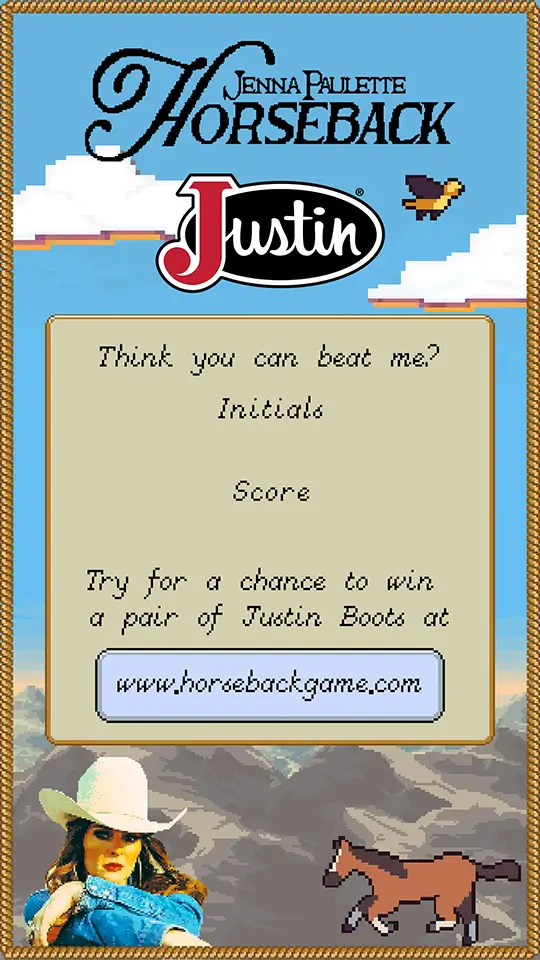 Jenna Paulette
Horseback
Justin®
Think you can beat me?
Initials
Score
Try for a chance to win
a pair of Justin Boots at
www.horsebackgame.com